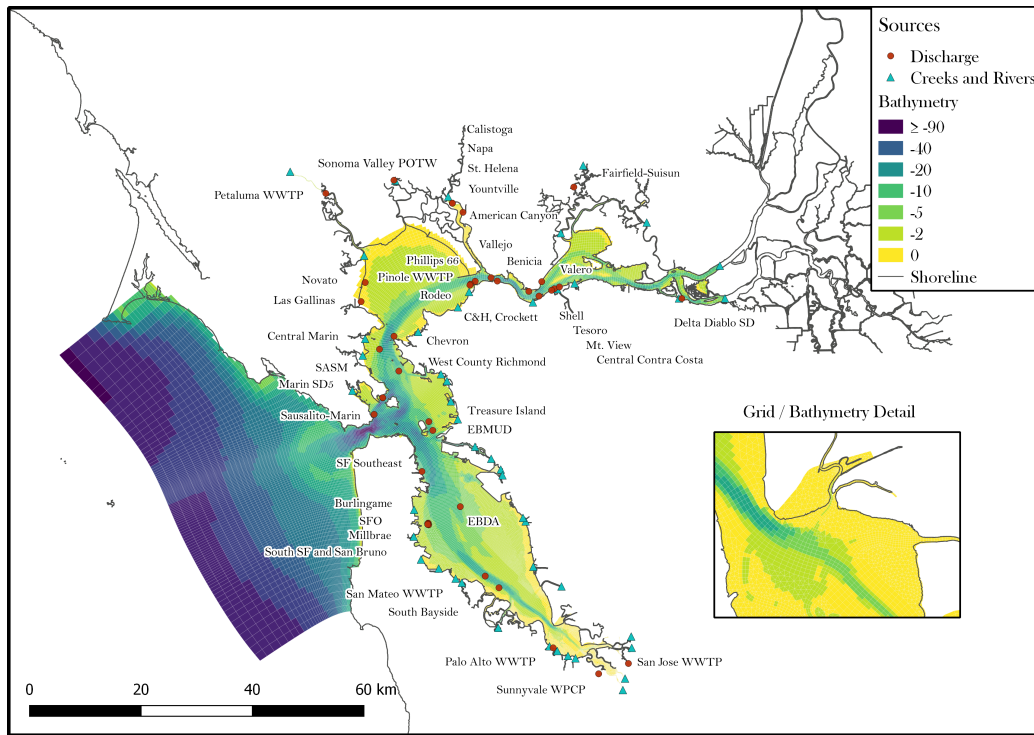 Sources
Discharge
Creeks and Rivers
Bathymetry
≥ -90
-40
-20
-10
-5
-2
0
Shoreline
Calistoga
Napa
St. Helena
Yountville
Sonoma Valley POTW
Petaluma WWTP
American Canyon
Fairfield-Suisun
Vallejo
Benicia
Phillips 66
Pinole WWTP
Valero
Novato
Rodeo
Las Gallinas
C&H, Crockett
Shell
Tesoro
Mt. View
Central Contra Costa
Delta Diablo SD
Central Marin
Chevron
SASM
West County Richmond
Marin SD5
Sausalito-Marin
Treasure Island
EBMUD
SF Southeast
Burlingame
SFO
Millbrae
EBDA
South SF and San Bruno
San Mateo WWTP
South Bayside
Palo Alto WWTP
San Jose WWTP
Sunnyvale WPCP
Grid / Bathymetry Detail
0 20 40 60 km